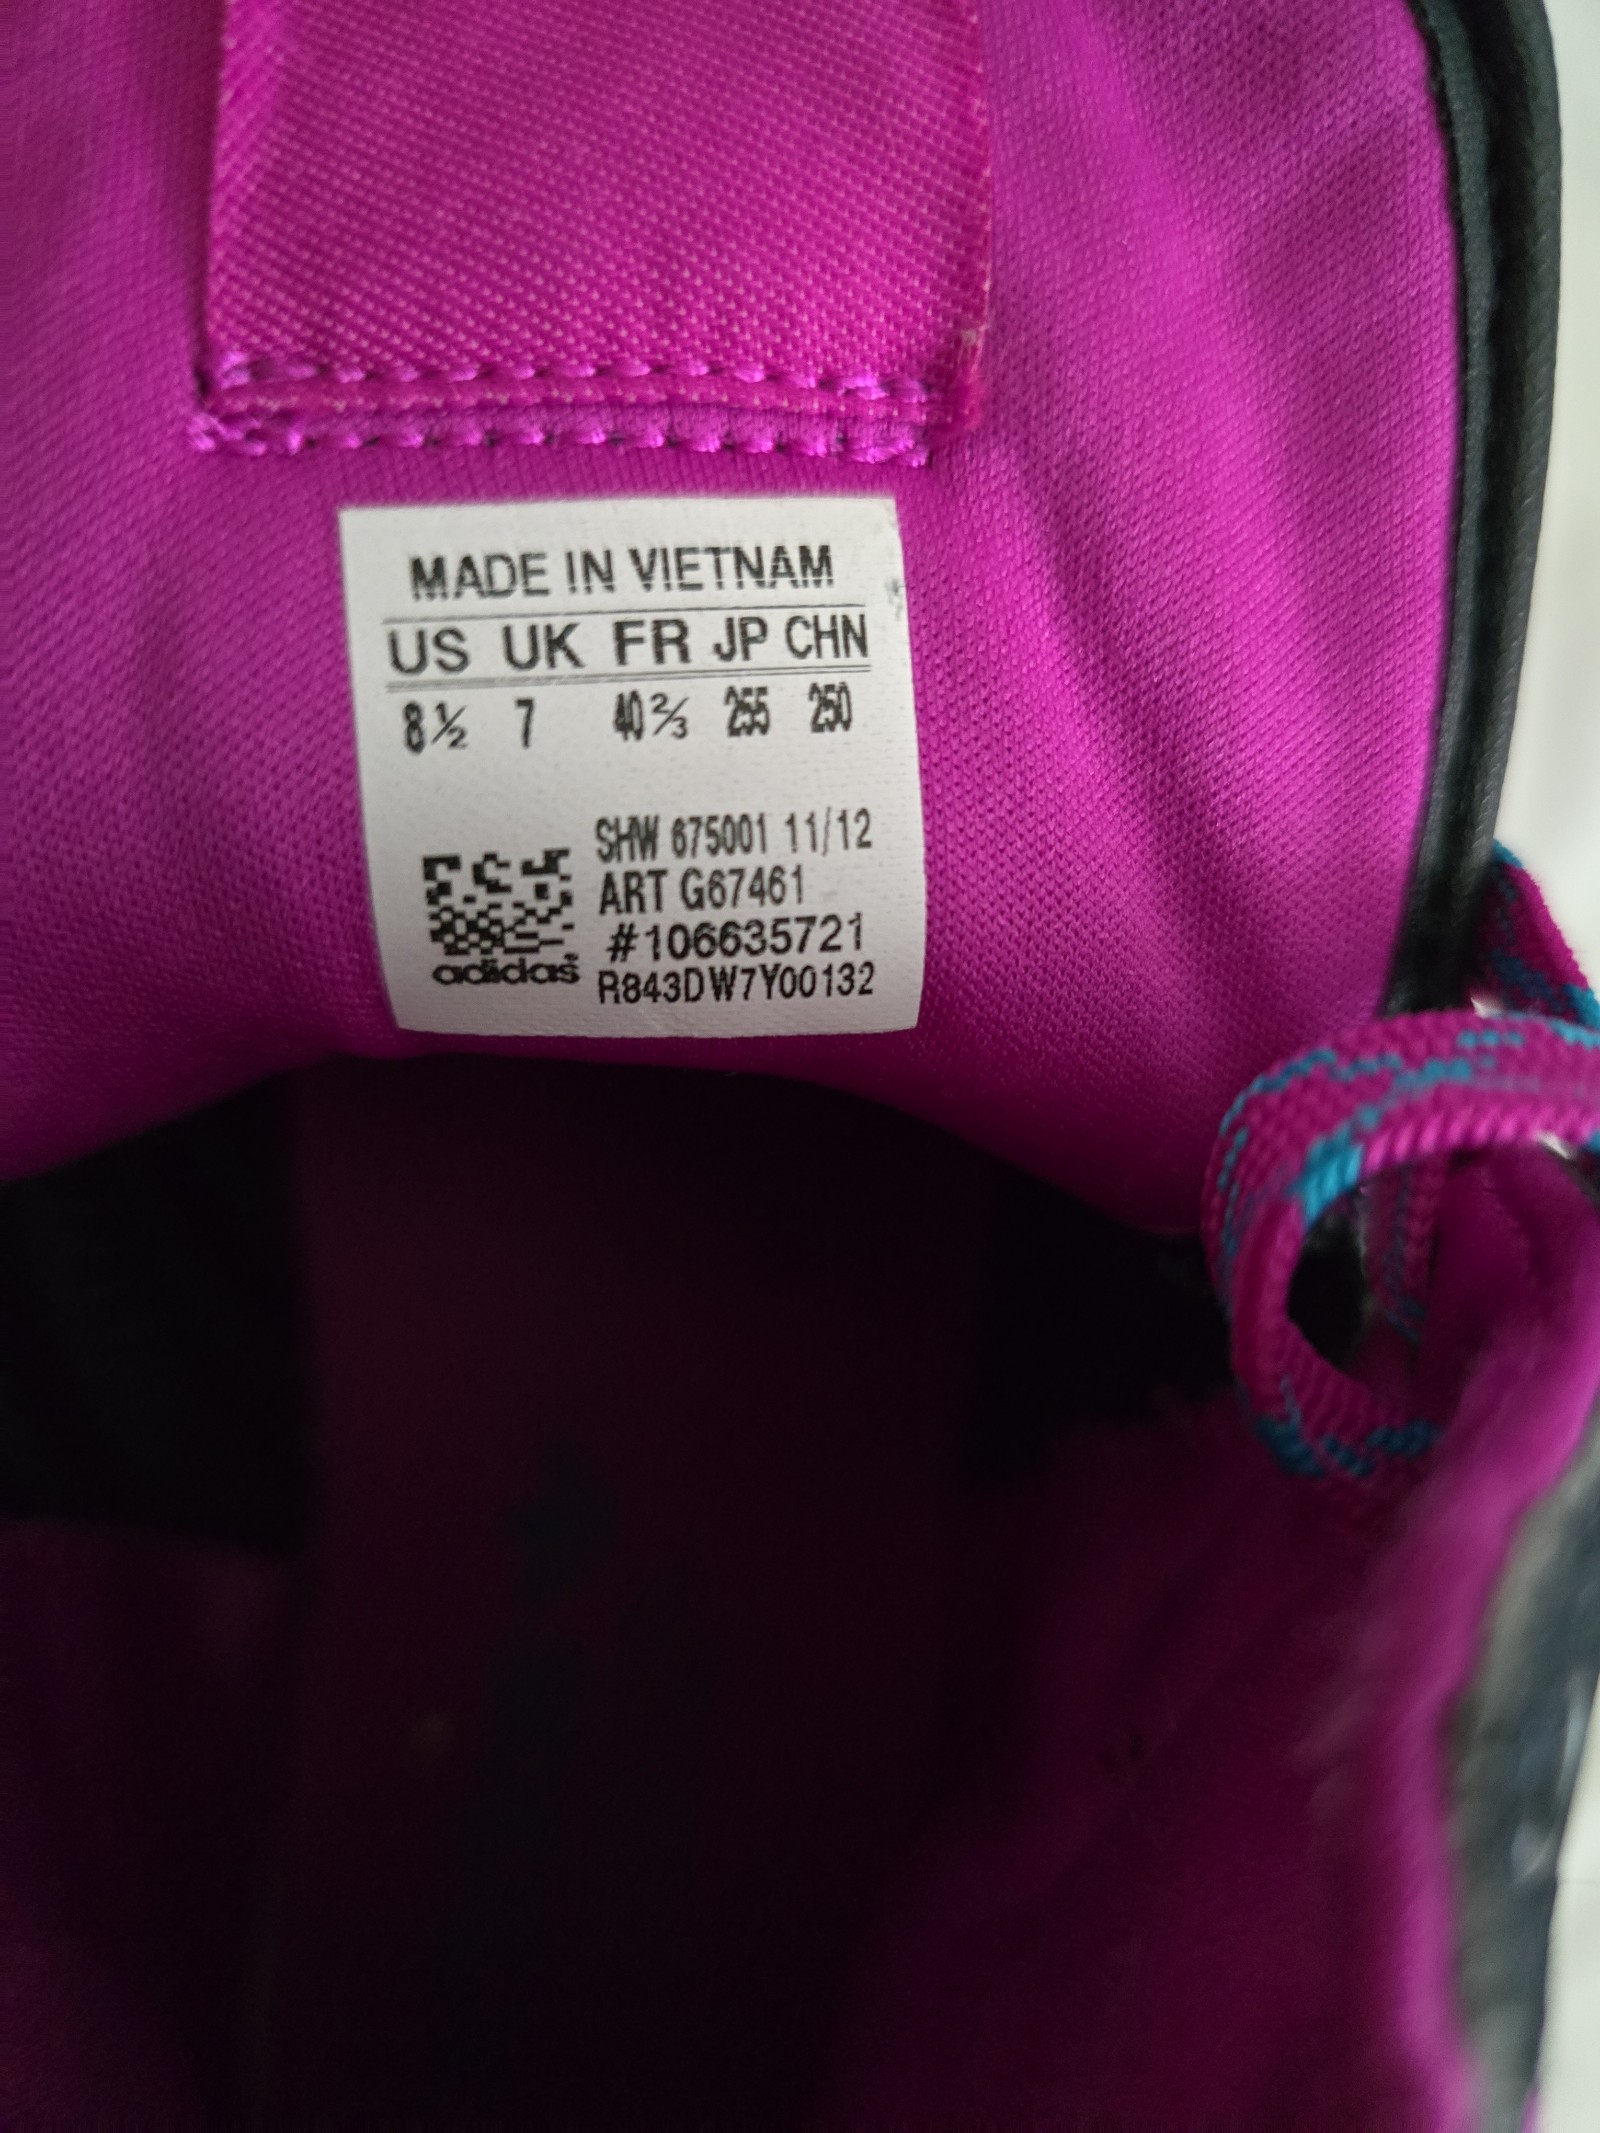 MADE IN VIETNAM
US UK FR JP CHN
8½ 7 40⅔ 255 250
SHW 675001 11/12
ART G67461
#106635721
adidas R843DW7Y00132